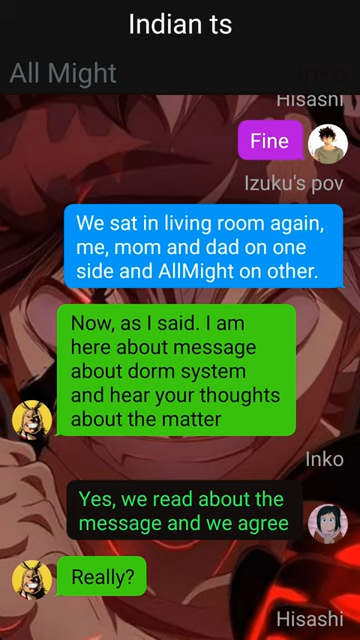 Indian ts
All Might
Inko
Hisashi
Fine
Izuku's pov
We sat in living room again,
me, mom and dad on one
side and AllMight on other.
Now, as I said. I am
here about message
about dorm system
and hear your thoughts
about the matter
Inko
Yes, we read about the
message and we agree
Really?
Hisashi